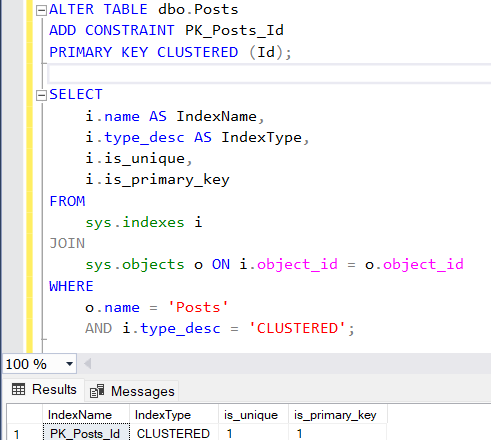 ALTER TABLE dbo.Posts
ADD CONSTRAINT PK_Posts_Id
PRIMARY KEY CLUSTERED (Id);
SELECT
i.name AS IndexName,
i.type_desc AS IndexType,
i.is_unique,
i.is_primary_key
FROM
sys.indexes i
JOIN
sys.objects o ON i.object_id = o.object_id
WHERE
o.name = 'Posts'
AND i.type_desc = 'CLUSTERED';
100 %
Results Messages
IndexName IndexType is_unique is_primary_key
1 PK_Posts_Id CLUSTERED 1 1